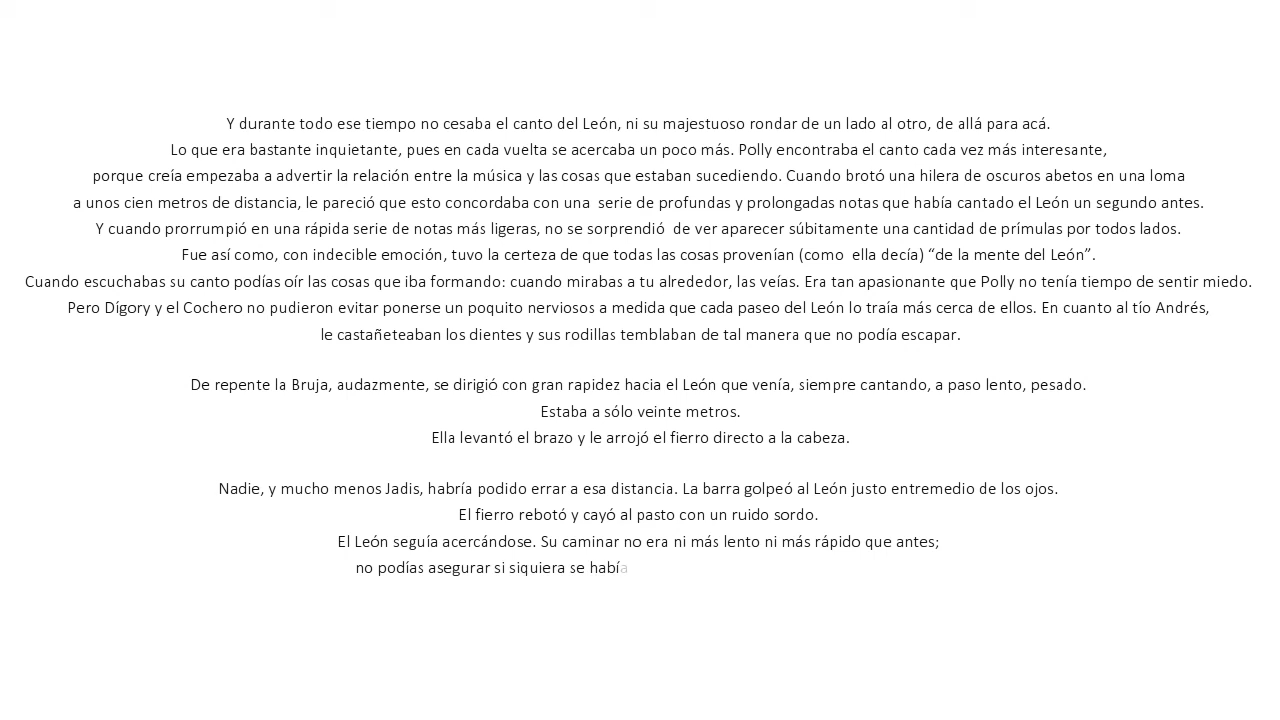 Y durante todo ese tiempo no cesaba el canto del León, ni su majestuoso rondar de un lado al otro, de allá para acá.
Lo que era bastante inquietante, pues en cada vuelta se acercaba un poco más. Polly encontraba el canto cada vez más interesante,
porque creía empezaba a advertir la relación entre la música y las cosas que estaban sucediendo. Cuando brotó una hilera de oscuros abetos en una loma
a unos cien metros de distancia, le pareció que esto concordaba con una  serie de profundas y prolongadas notas que había cantado el León un segundo antes.
Y cuando prorrumpió en una rápida serie de notas más ligeras, no se sorprendió  de ver aparecer súbitamente una cantidad de prímulas por todos lados.
Fue así como, con indecible emoción, tuvo la certeza de que todas las cosas provenían (como  ella decía) “de la mente del León”.
Cuando escuchabas su canto podías oír las cosas que iba formando: cuando mirabas a tu alrededor, las veías. Era tan apasionante que Polly no tenía tiempo de sentir miedo.
Pero Dígory y el Cochero no pudieron evitar ponerse un poquito nerviosos a medida que cada paseo del León lo traía más cerca de ellos. En cuanto al tío Andrés,
le castañeteaban los dientes y sus rodillas temblaban de tal manera que no podía escapar.
De repente la Bruja, audazmente, se dirigió con gran rapidez hacia el León que venía, siempre cantando, a paso lento, pesado.
Estaba a sólo veinte metros.
Ella levantó el brazo y le arrojó el fierro directo a la cabeza.
Nadie, y mucho menos Jadis, habría podido errar a esa distancia. La barra golpeó al León justo entremedio de los ojos.
El fierro rebotó y cayó al pasto con un ruido sordo.
El León seguía acercándose. Su caminar no era ni más lento ni más rápido que antes;
no podías asegurar si siquiera se había